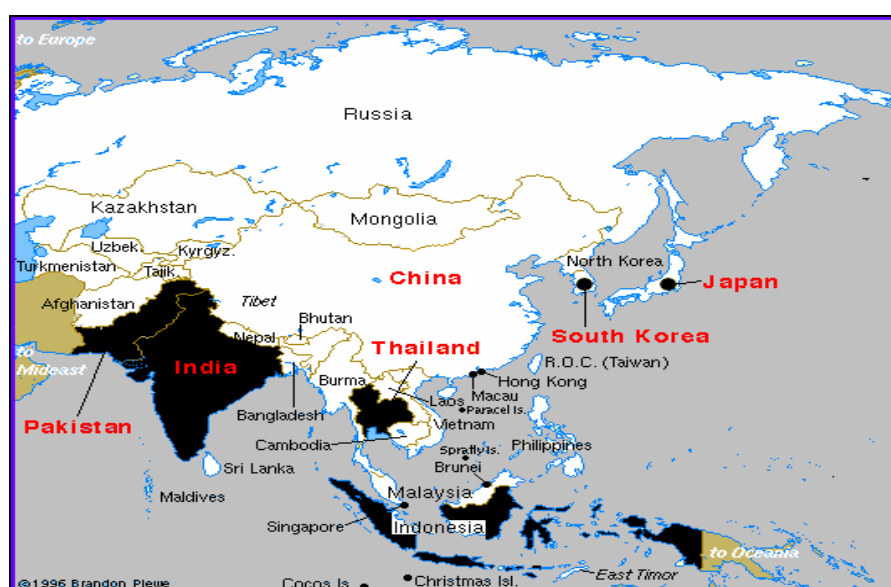 to Europe
Russia
Kazakhstan
Mongolia
Uzbek.
Kyrgyz.
Turkmenistan
Tajik.
North Korea
China
Japan
Afghanistan
Tibet
Bhutan
South Korea
Nepal
Thailand
to
Mideast
India
R.O.C. (Taiwan)
Burma
Hong Kong
Laos
Macau
Paracel Is.
Bangladesh
Pakistan
Vietnam
Cambodia
Philippines
Spratly Is.
Sri Lanka
Brunei
Maldives
Malaysia
Singapore
Indonesia
to Oceania
East Timor
©1996 Brandon Plewe
Cocos Is
Christmas Isl.